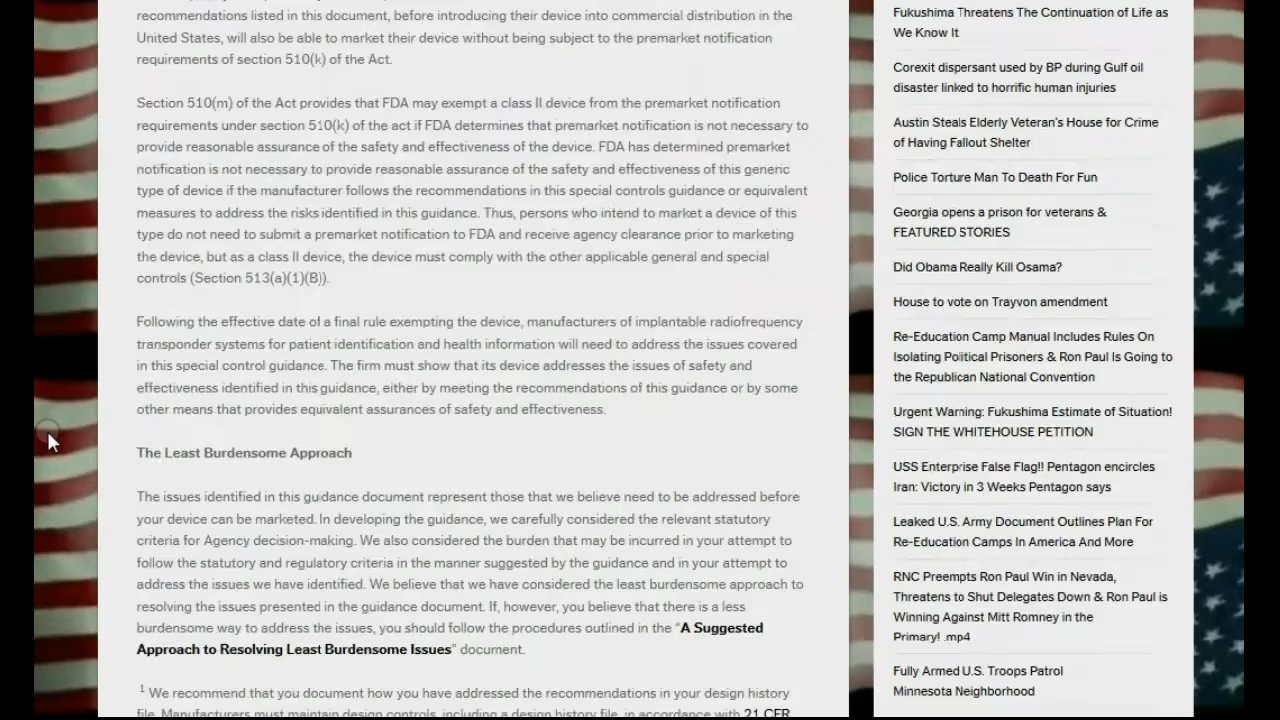 recommendations listed in this document, before introducing their device into commercial distribution in the
United States, will also be able to market their device without being subject to the premarket notification
requirements of section 510(k) of the Act.
Section 510(m) of the Act provides that FDA may exempt a class II device from the premarket notification
requirements under section 510(k) of the act if FDA determines that premarket notification is not necessary to
provide reasonable assurance of the safety and effectiveness of the device. FDA has determined premarket
notification is not necessary to provide reasonable assurance of the safety and effectiveness of this generic
type of device if the manufacturer follows the recommendations in this special controls guidance or equivalent
measures to address the risks identified in this guidance. Thus, persons who intend to market a device of this
type do not need to submit a premarket notification to FDA and receive agency clearance prior to marketing
the device, but as a class II device, the device must comply with the other applicable general and special
controls (Section 513(a)(1)(B)).
Following the effective date of a final rule exempting the device, manufacturers of implantable radiofrequency
transponder systems for patient identification and health information will need to address the issues covered
in this special control guidance. The firm must show that its device addresses the issues of safety and
effectiveness identified in this guidance, either by meeting the recommendations of this guidance or by some
other means that provides equivalent assurances of safety and effectiveness.
The Least Burdensome Approach
The issues identified in this guidance document represent those that we believe need to be addressed before
your device can be marketed. In developing the guidance, we carefully considered the relevant statutory
criteria for Agency decision-making. We also considered the burden that may be incurred in your attempt to
follow the statutory and regulatory criteria in the manner suggested by the guidance and in your attempt to
address the issues we have identified. We believe that we have considered the least burdensome approach to
resolving the issues presented in the guidance document. If, however, you believe that there is a less
burdensome way to address the issues, you should follow the procedures outlined in the “A Suggested
Approach to Resolving Least Burdensome Issues” document.
1 We recommend that you document how you have addressed the recommendations in your design history
file. Manufacturers must maintain design controls, including a design history file, in accordance with 21 CFR
Fukushima Threatens The Continuation of Life as
We Know It
Corexit dispersant used by BP during Gulf oil
disaster linked to horrific human injuries
Austin Steals Elderly Veteran's House for Crime
of Having Fallout Shelter
Police Torture Man To Death For Fun
Georgia opens a prison for veterans &
FEATURED STORIES
Did Obama Really Kill Osama?
House to vote on Trayvon amendment
Re-Education Camp Manual Includes Rules On
Isolating Political Prisoners & Ron Paul Is Going to
the Republican National Convention
Urgent Warning: Fukushima Estimate of Situation!
SIGN THE WHITEHOUSE PETITION
USS Enterprise False Flag!! Pentagon encircles
Iran: Victory in 3 Weeks Pentagon says
Leaked U.S. Army Document Outlines Plan For
Re-Education Camps In America And More
RNC Preempts Ron Paul Win in Nevada,
Threatens to Shut Delegates Down & Ron Paul is
Winning Against Mitt Romney in the
Primary! .mp4
Fully Armed U.S. Troops Patrol
Minnesota Neighborhood